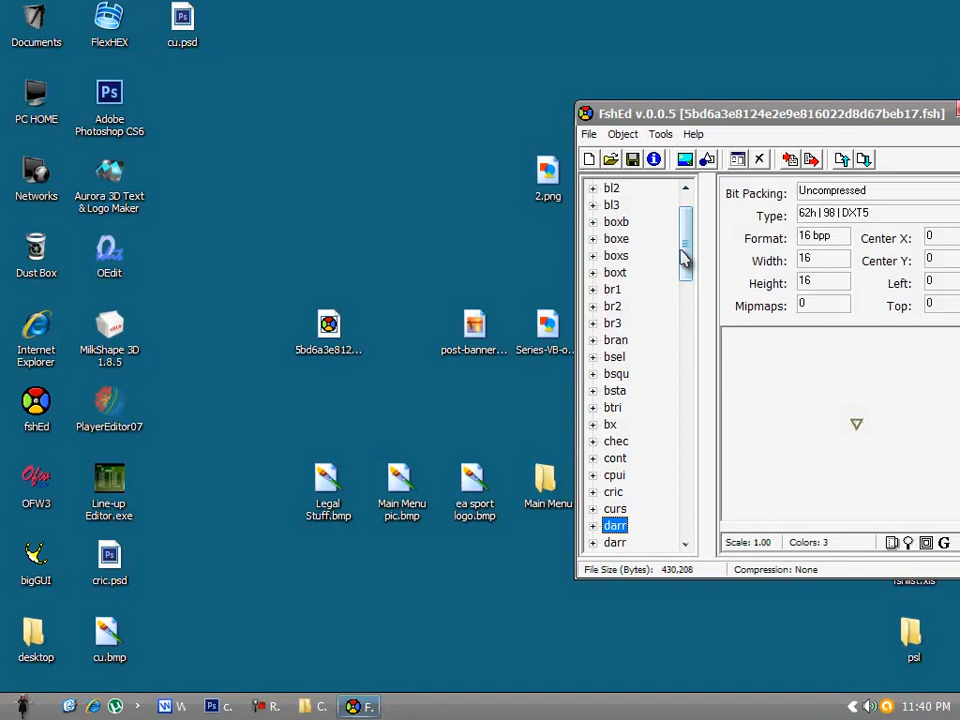 Documents
FlexHEX
cu.psd
PC HOME
Adobe
Photoshop CS6
Networks
Aurora 3D Text
& Logo Maker
2.png
Dust Box
OEdit
Internet
Explorer
MilkShape 3D
1.8.5
5bd6a3e812...
post-banner...
Series-VB-o...
fshEd
PlayerEditor07
OFW3
Line-up
Editor.exe
Legal
Stuff.bmp
Main Menu
pic.bmp
ea sport
logo.bmp
Main Menu
bigGUI
cric.psd
desktop
cu.bmp
psl
FshEd v.0.0.5 [5bd6a3e8124e2e9e816022d8d67beb17.fsh]
File Object Tools Help
bl2
bl3
boxb
boxe
boxs
boxt
br1
br2
br3
bran
bsel
bsqu
bsta
btri
bx
chec
cont
cpui
cric
curs
darr
darr
Bit Packing: Uncompressed
Type: 62h | 98 | DXT5
Format: 16 bpp Center X: 0
Width: 16 Center Y: 0
Height: 16 Left: 0
Mipmaps: 0 Top: 0
Scale: 1.00 Colors: 3 G
File Size (Bytes): 430,208 Compression: None
fshlist.xls
W c. R. C. F. 11:40 PM